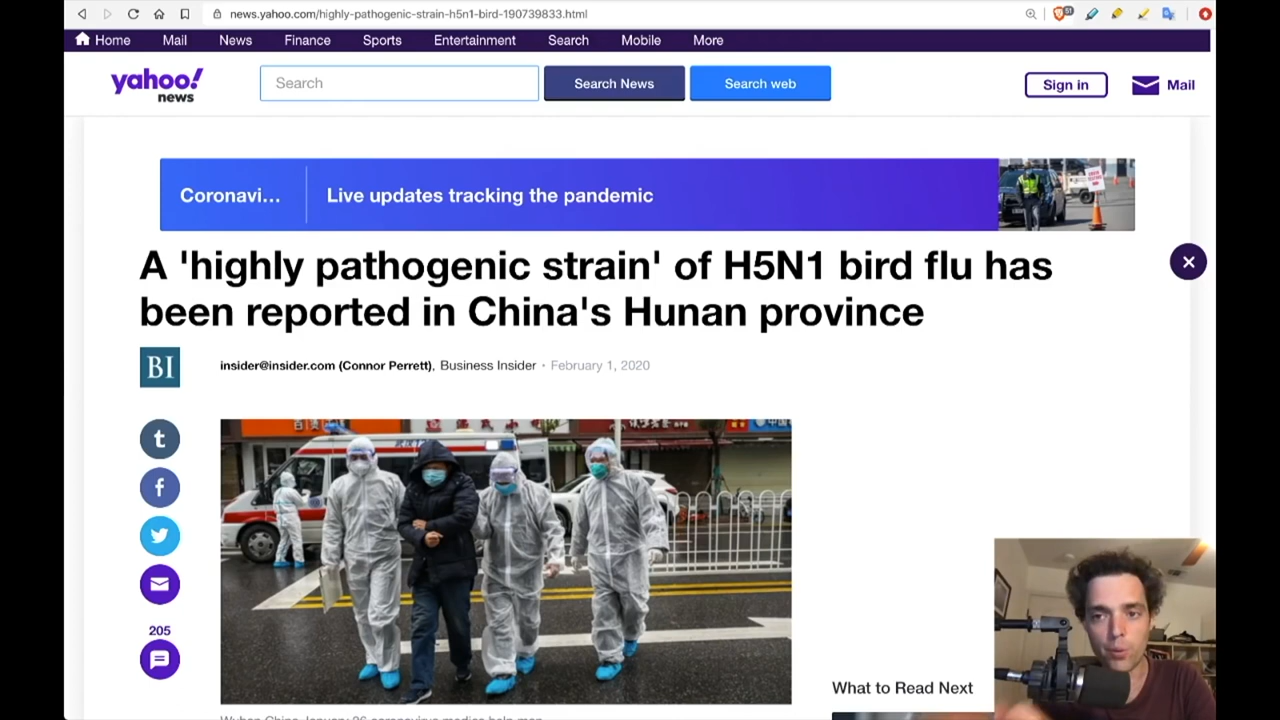 news.yahoo.com/highly-pathogenic-strain-h5n1-bird-190739833.html
51
Home Mail News Finance Sports Entertainment Search Mobile More
yahoo!
news
Search
Search News
Search web
Sign in
Mail
Coronavi...
Live updates tracking the pandemic
A 'highly pathogenic strain' of H5N1 bird flu has
been reported in China's Hunan province
BI
insider@insider.com (Connor Perrett), Business Insider • February 1, 2020
205
What to Read Next